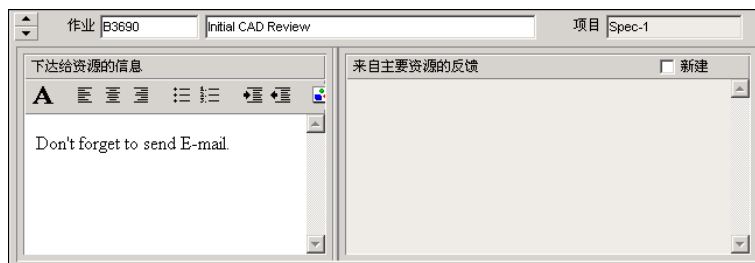 作业 B3690 Initial CAD Review 项目 Spec-1
下达给资源的信息
A
Don't forget to send E-mail.
来自主要资源的反馈 新建